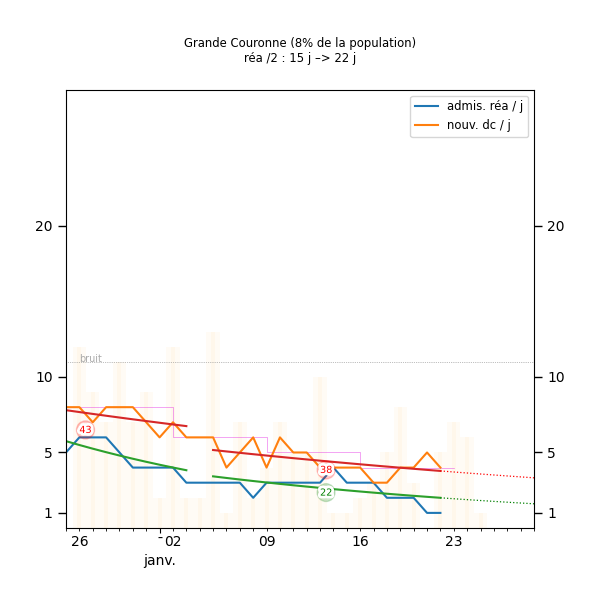 Grande Couronne (8% de la population)
réa /2 : 15 j –> 22 j
admis. réa / j
nouv. dc / j
20 20
bruit
10 10
43
5 5
38
22
1 1
26 02 09 16 23
janv.